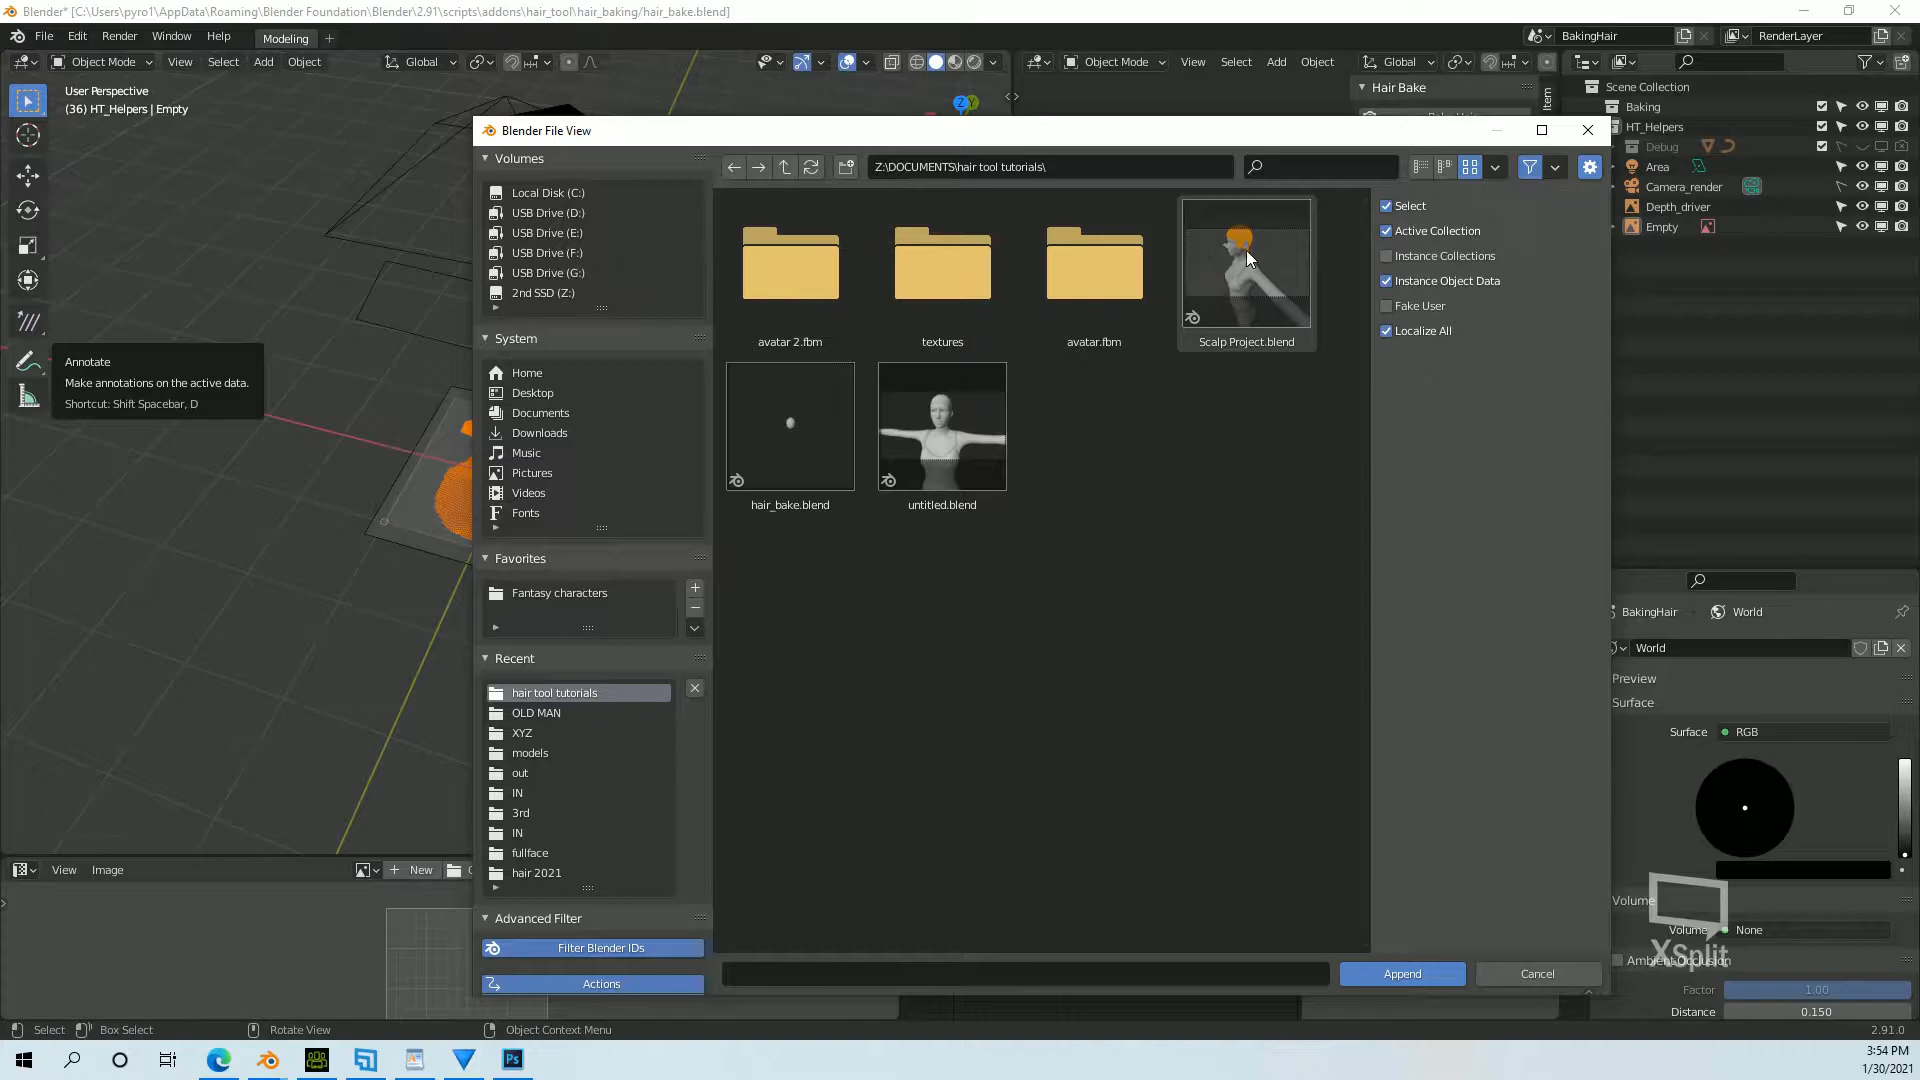 Blender* [C:\Users\pyro1\AppData\Roaming\Blender Foundation\Blender\2.91\scripts\addons\hair_tool\hair_baking/hair_bake.blend]
File Edit Render Window Help Modeling BakingHair RenderLayer
Object Mode View Select Add Object Global Object Mode View Select Add Object Global
User Perspective
(36) HT_Helpers | Empty
Hair Bake
Item
Z Y
Scene Collection
Baking
HT_Helpers
Debug
Area
Camera_render
Depth_driver
Empty
Blender File View
Volumes
Local Disk (C:)
USB Drive (D:)
USB Drive (E:)
USB Drive (F:)
USB Drive (G:)
2nd SSD (Z:)
System
Home
Desktop
Documents
Downloads
Music
Pictures
Videos
Fonts
Favorites
Fantasy characters
Recent
hair tool tutorials
OLD MAN
XYZ
models
out
IN
3rd
IN
fullface
hair 2021
Advanced Filter
Filter Blender IDs
Actions
Z:\DOCUMENTS\hair tool tutorials\
avatar 2.fbm
textures
avatar.fbm
Scalp Project.blend
hair_bake.blend
untitled.blend
Select
Active Collection
Instance Collections
Instance Object Data
Fake User
Localize All
Append
Cancel
Annotate
Make annotations on the active data.
Shortcut: Shift Spacebar, D
BakingHair World
World
Preview
Surface
Surface RGB
Volume
Volume None
Ambient Occlusion
Factor 1.00
Distance 0.150
XSplit
View Image New
Select Box Select Rotate View Object Context Menu 2.91.0
Ps
3:54 PM
1/30/2021